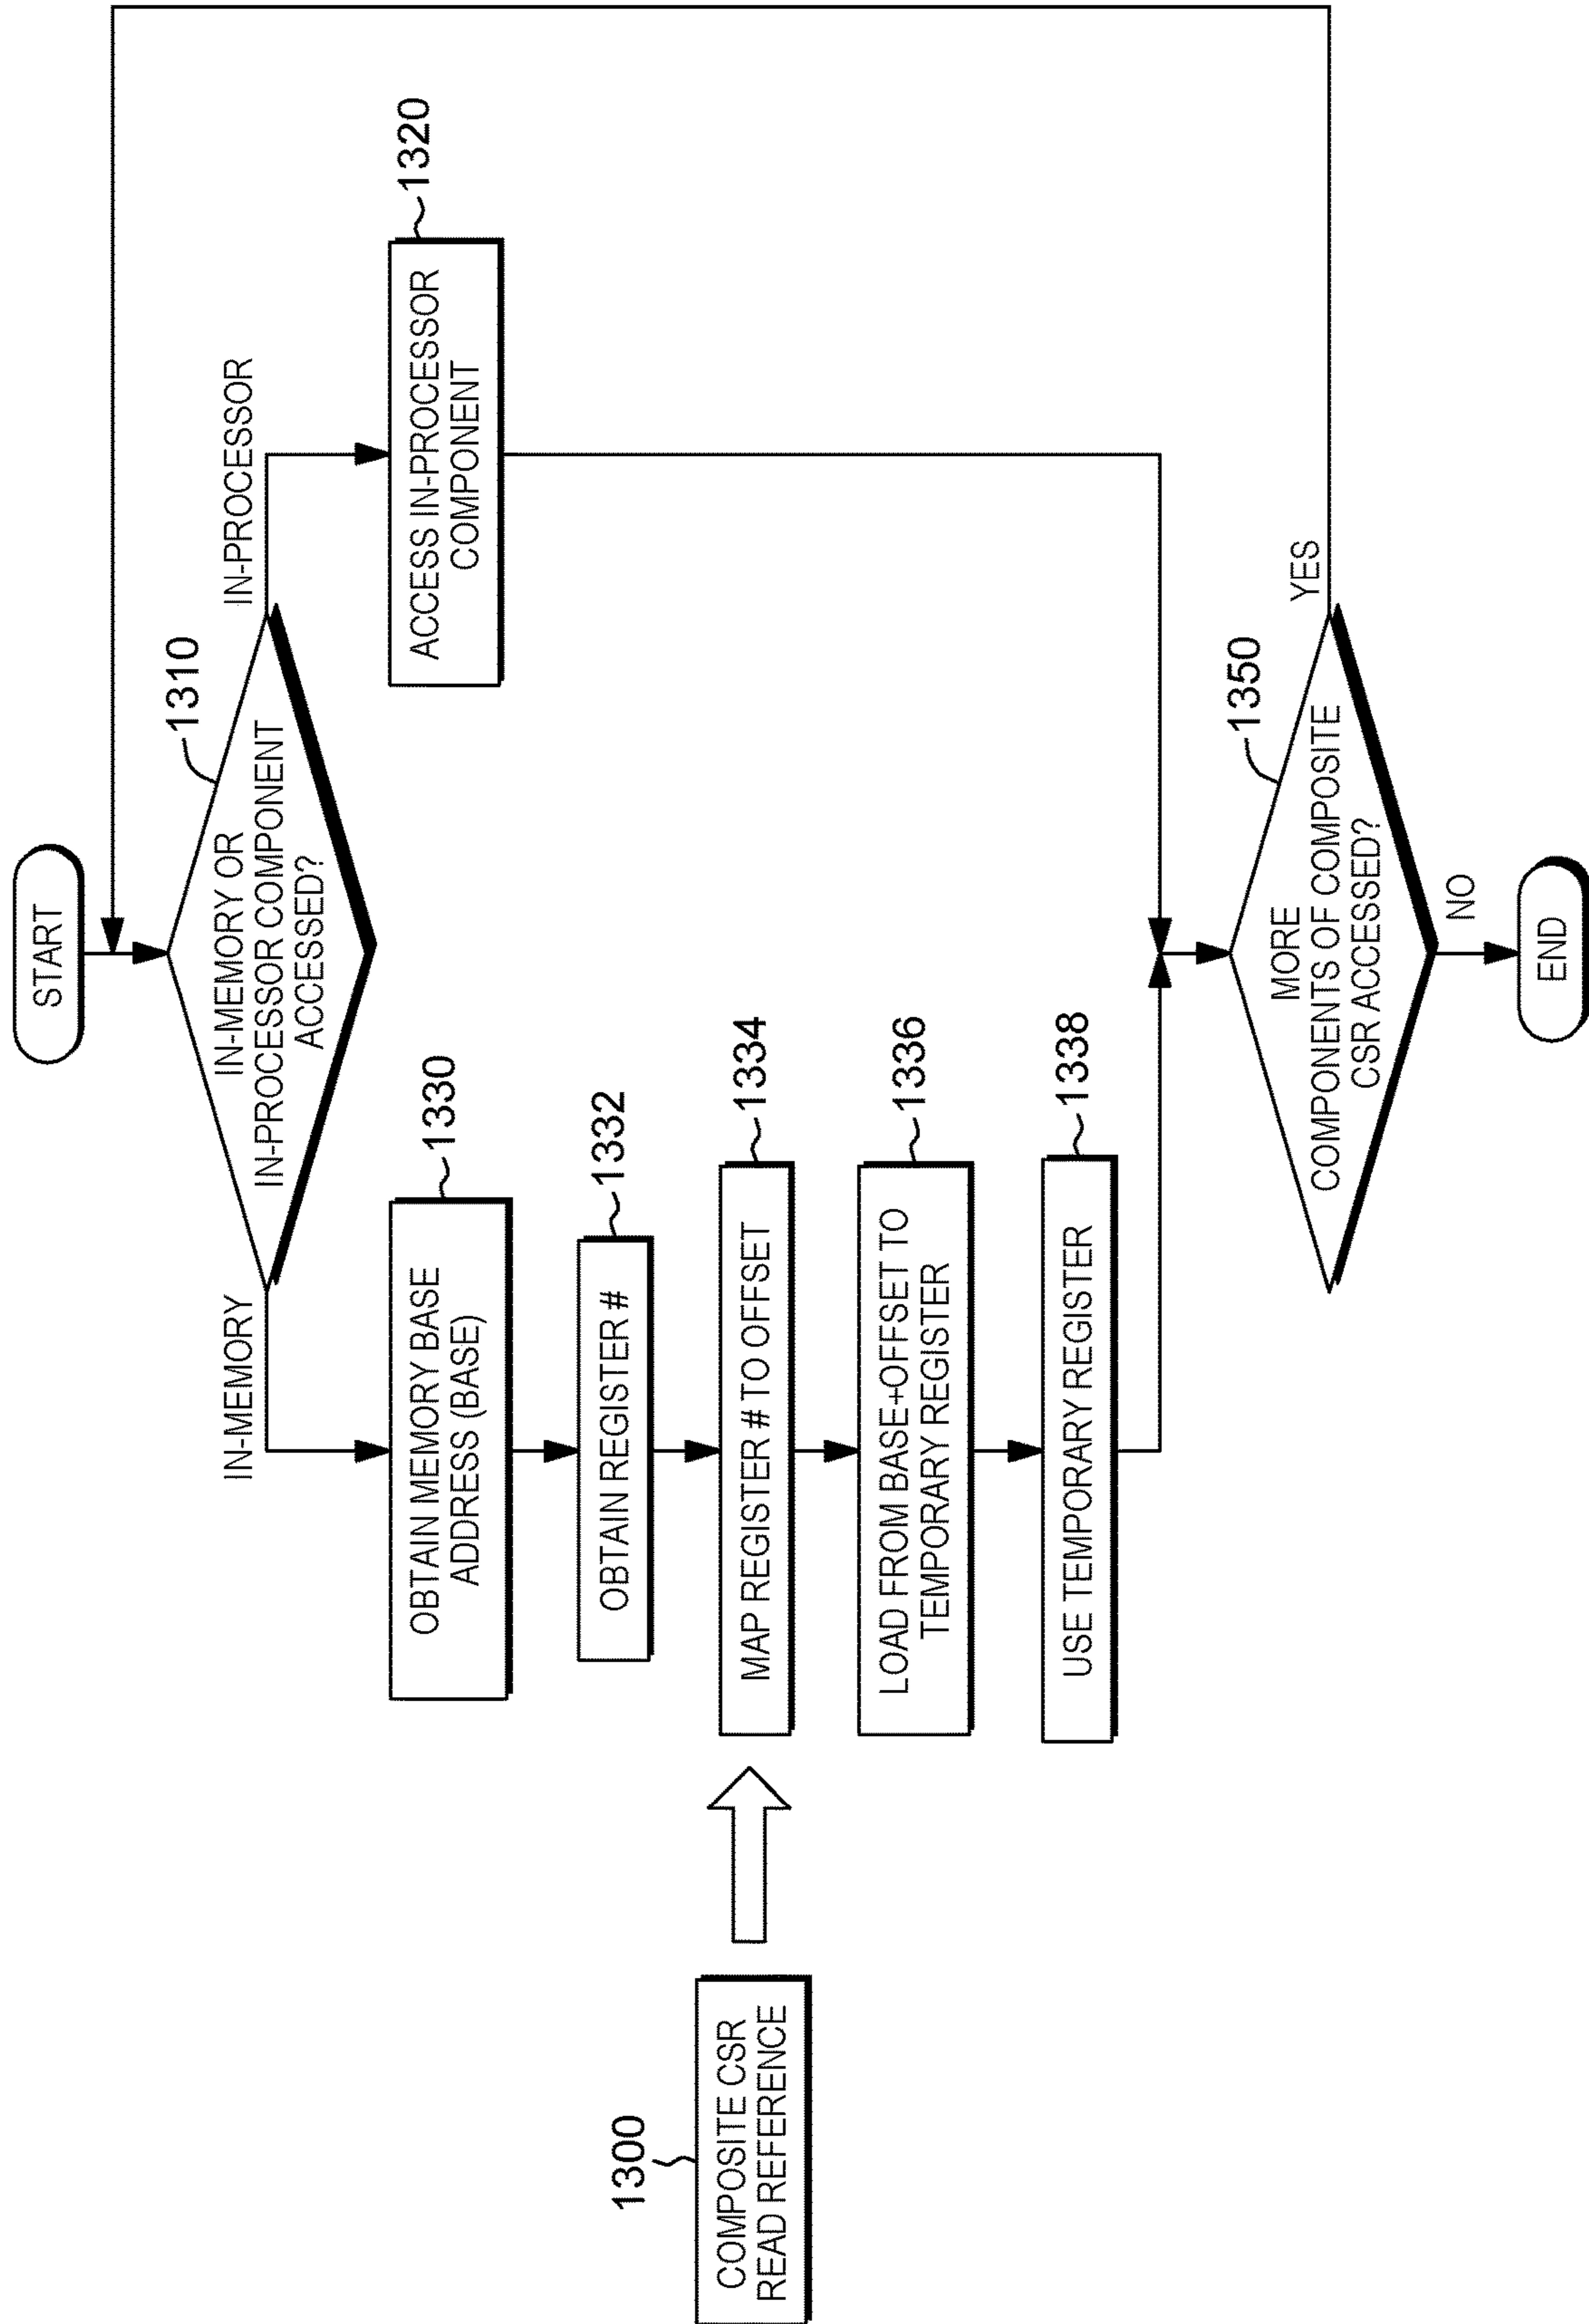 START
1310
IN-MEMORY OR
IN-PROCESSOR COMPONENT
ACCESSED?
IN-MEMORY
IN-PROCESSOR
1320
ACCESS IN-PROCESSOR
COMPONENT
1330
OBTAIN MEMORY BASE
ADDRESS (BASE)
1332
OBTAIN REGISTER #
1300
COMPOSITE CSR
READ REFERENCE
1334
MAP REGISTER # TO OFFSET
1336
LOAD FROM BASE+OFFSET TO
TEMPORARY REGISTER
1338
USE TEMPORARY REGISTER
1350
MORE
COMPONENTS OF COMPOSITE
CSR ACCESSED?
YES
NO
END